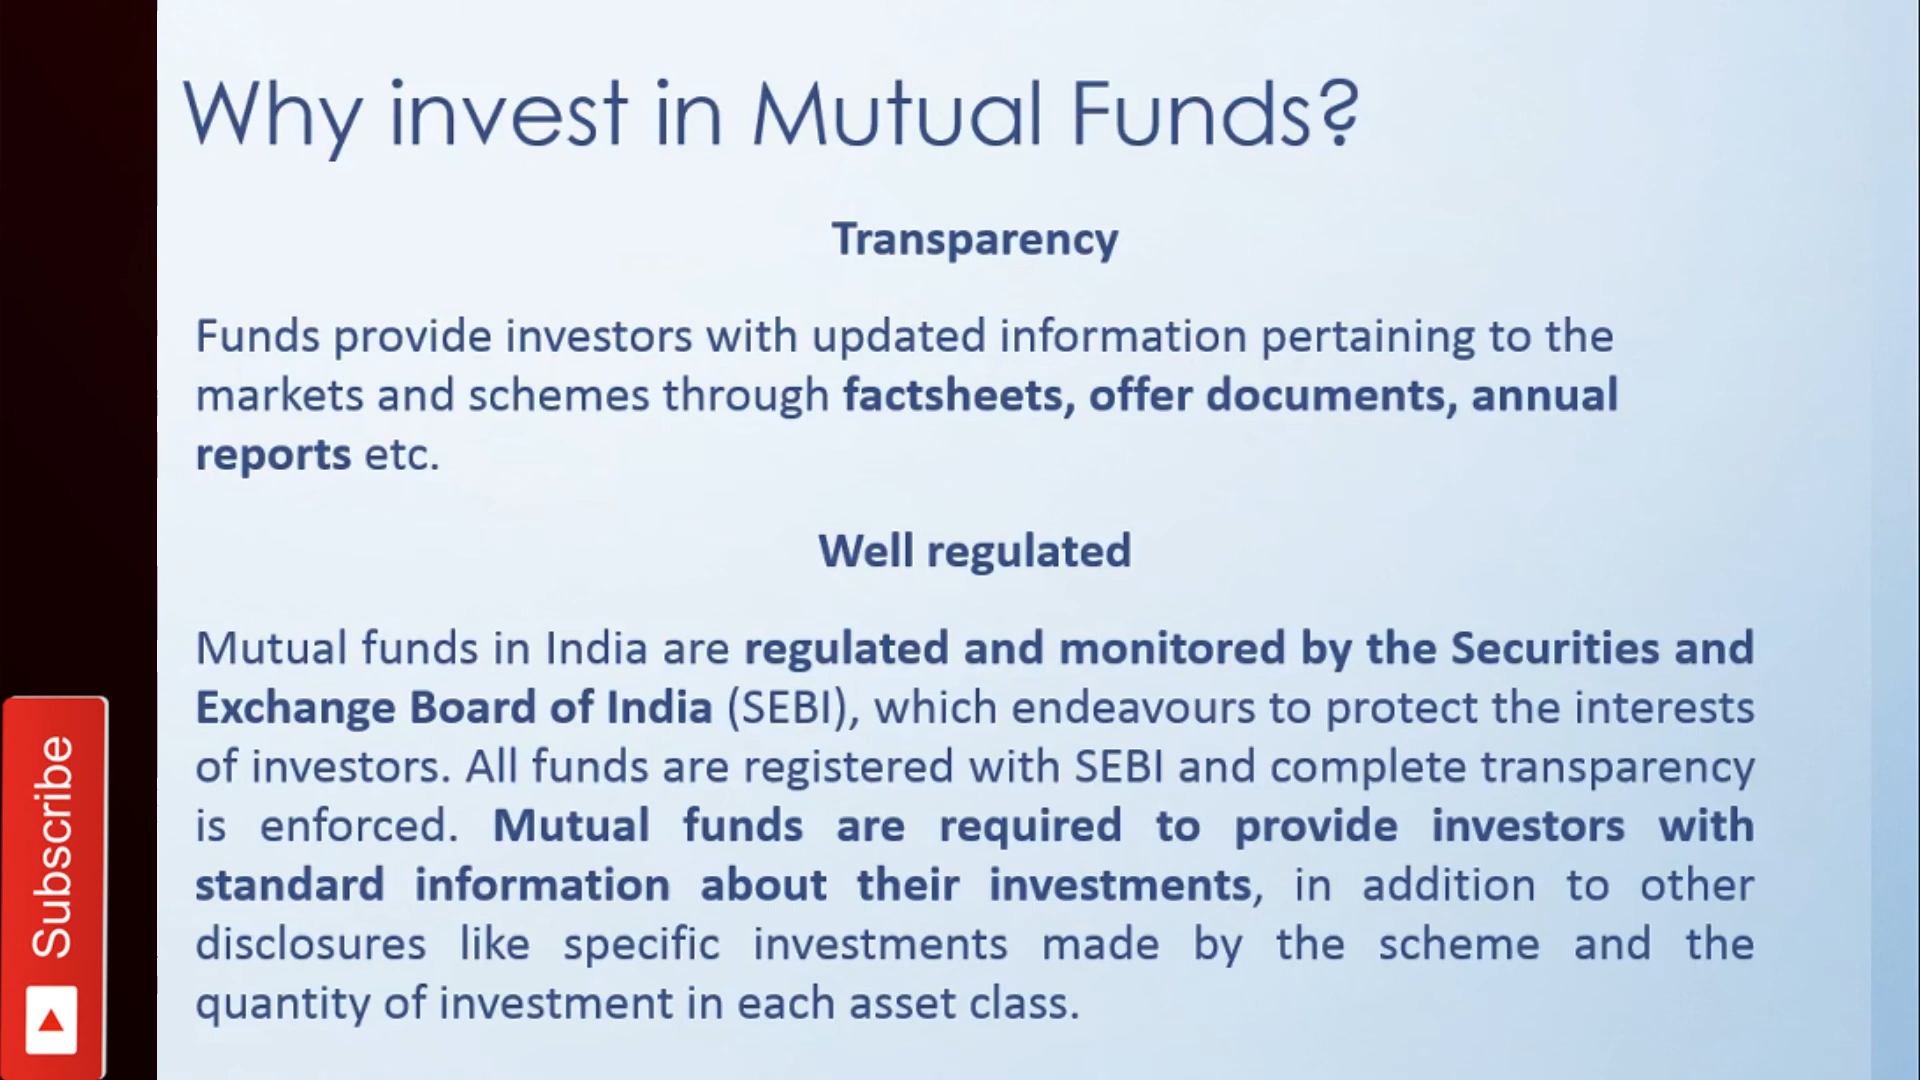 Why invest in Mutual Funds?
Transparency
Funds provide investors with updated information pertaining to the
markets and schemes through factsheets, offer documents, annual
reports etc.
Well regulated
Mutual funds in India are regulated and monitored by the Securities and
Exchange Board of India (SEBI), which endeavours to protect the interests
of investors. All funds are registered with SEBI and complete transparency
is enforced. Mutual funds are required to provide investors with
standard information about their investments, in addition to other
disclosures like specific investments made by the scheme and the
quantity of investment in each asset class.
Subscribe